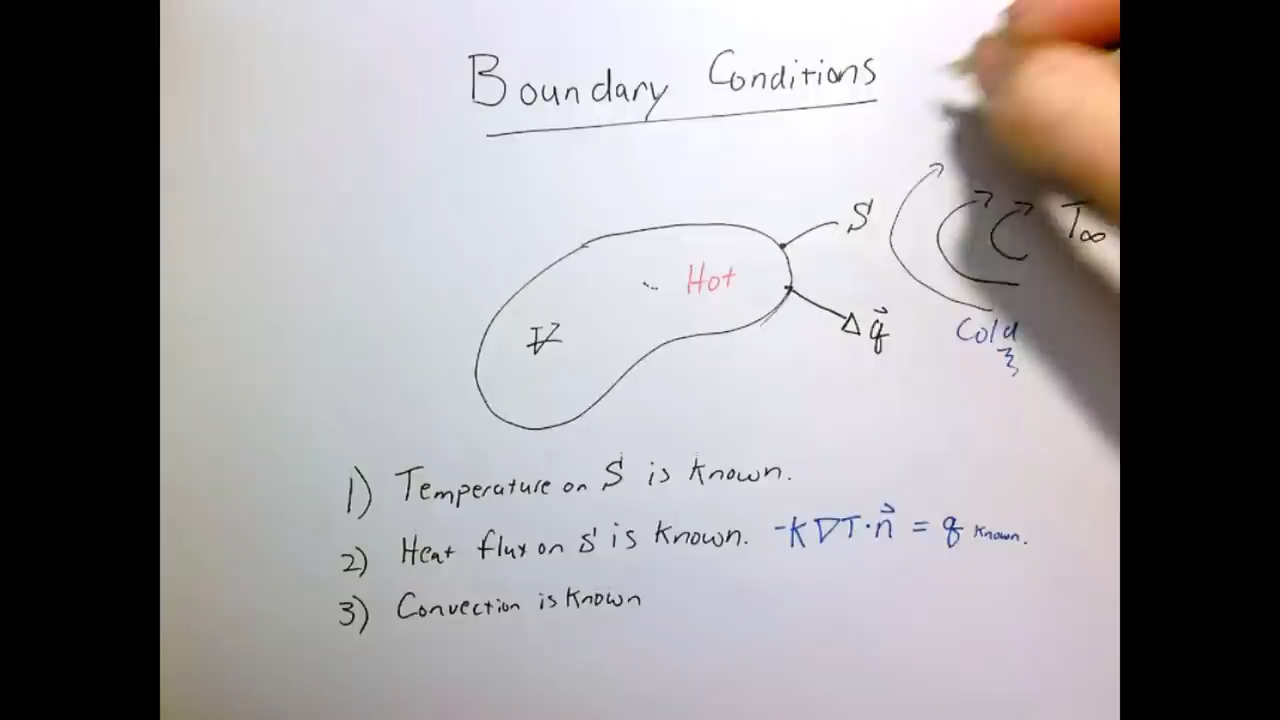 Boundary Conditions
S
T∞
Hot
Δ q⃗
V
Cold
1) Temperature on S is known.
2) Heat flux on S is known. -k∇T·n⃗ = q known.
3) Convection is known